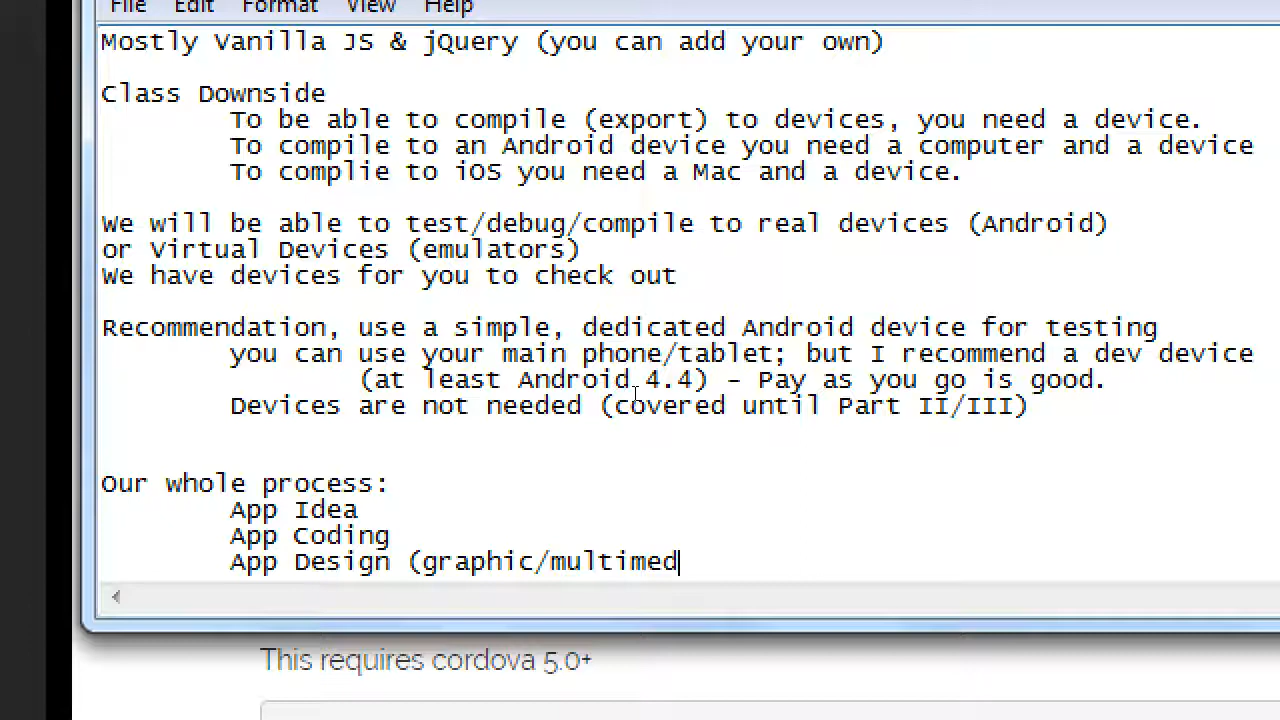 File Edit Format View Help
Mostly Vanilla JS & jQuery (you can add your own)
Class Downside
To be able to compile (export) to devices, you need a device.
To compile to an Android device you need a computer and a device
To complie to iOS you need a Mac and a device.
We will be able to test/debug/compile to real devices (Android)
or Virtual Devices (emulators)
We have devices for you to check out
Recommendation, use a simple, dedicated Android device for testing
you can use your main phone/tablet; but I recommend a dev device
(at least Android 4.4) - Pay as you go is good.
Devices are not needed (covered until Part II/III)
Our whole process:
App Idea
App Coding
App Design (graphic/multimed
This requires cordova 5.0+